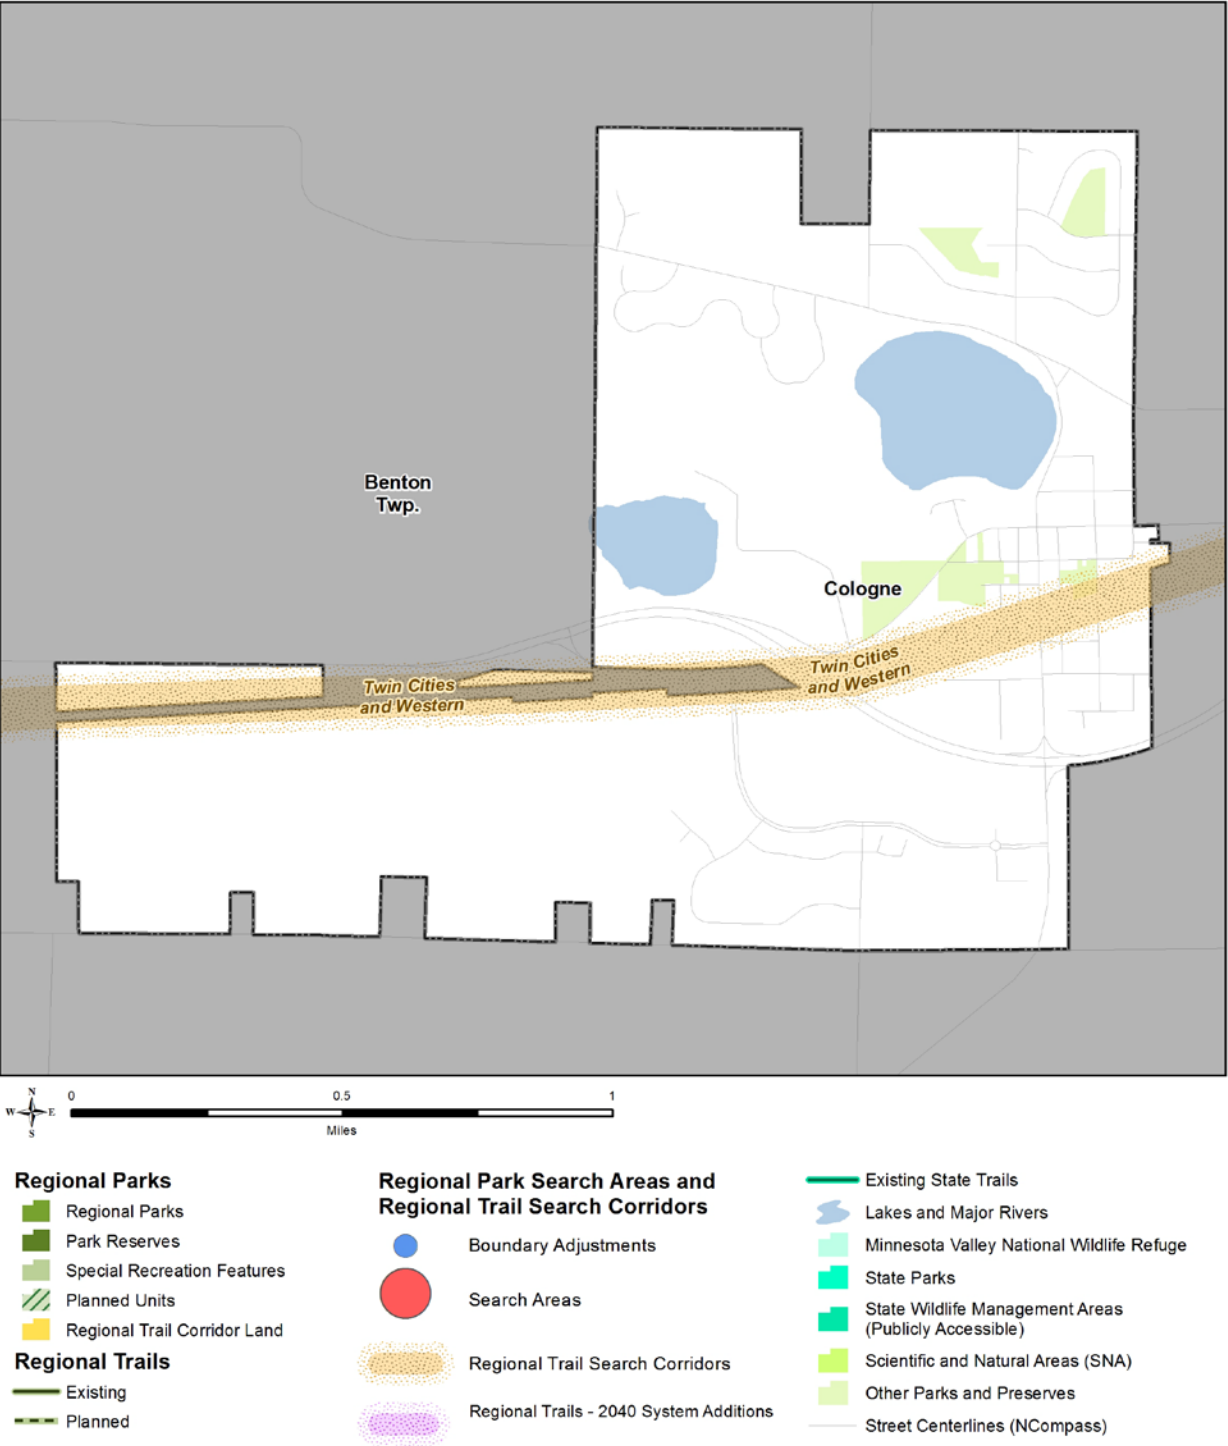 Benton
Twp.
Cologne
Twin Cities
and Western
Twin Cities
and Western
N
W E
S
0 0.5 1
Miles
Regional Parks
Regional Parks
Park Reserves
Special Recreation Features
Planned Units
Regional Trail Corridor Land
Regional Trails
Existing
Planned
Regional Park Search Areas and
Regional Trail Search Corridors
Boundary Adjustments
Search Areas
Regional Trail Search Corridors
Regional Trails - 2040 System Additions
Existing State Trails
Lakes and Major Rivers
Minnesota Valley National Wildlife Refuge
State Parks
State Wildlife Management Areas
(Publicly Accessible)
Scientific and Natural Areas (SNA)
Other Parks and Preserves
Street Centerlines (NCompass)